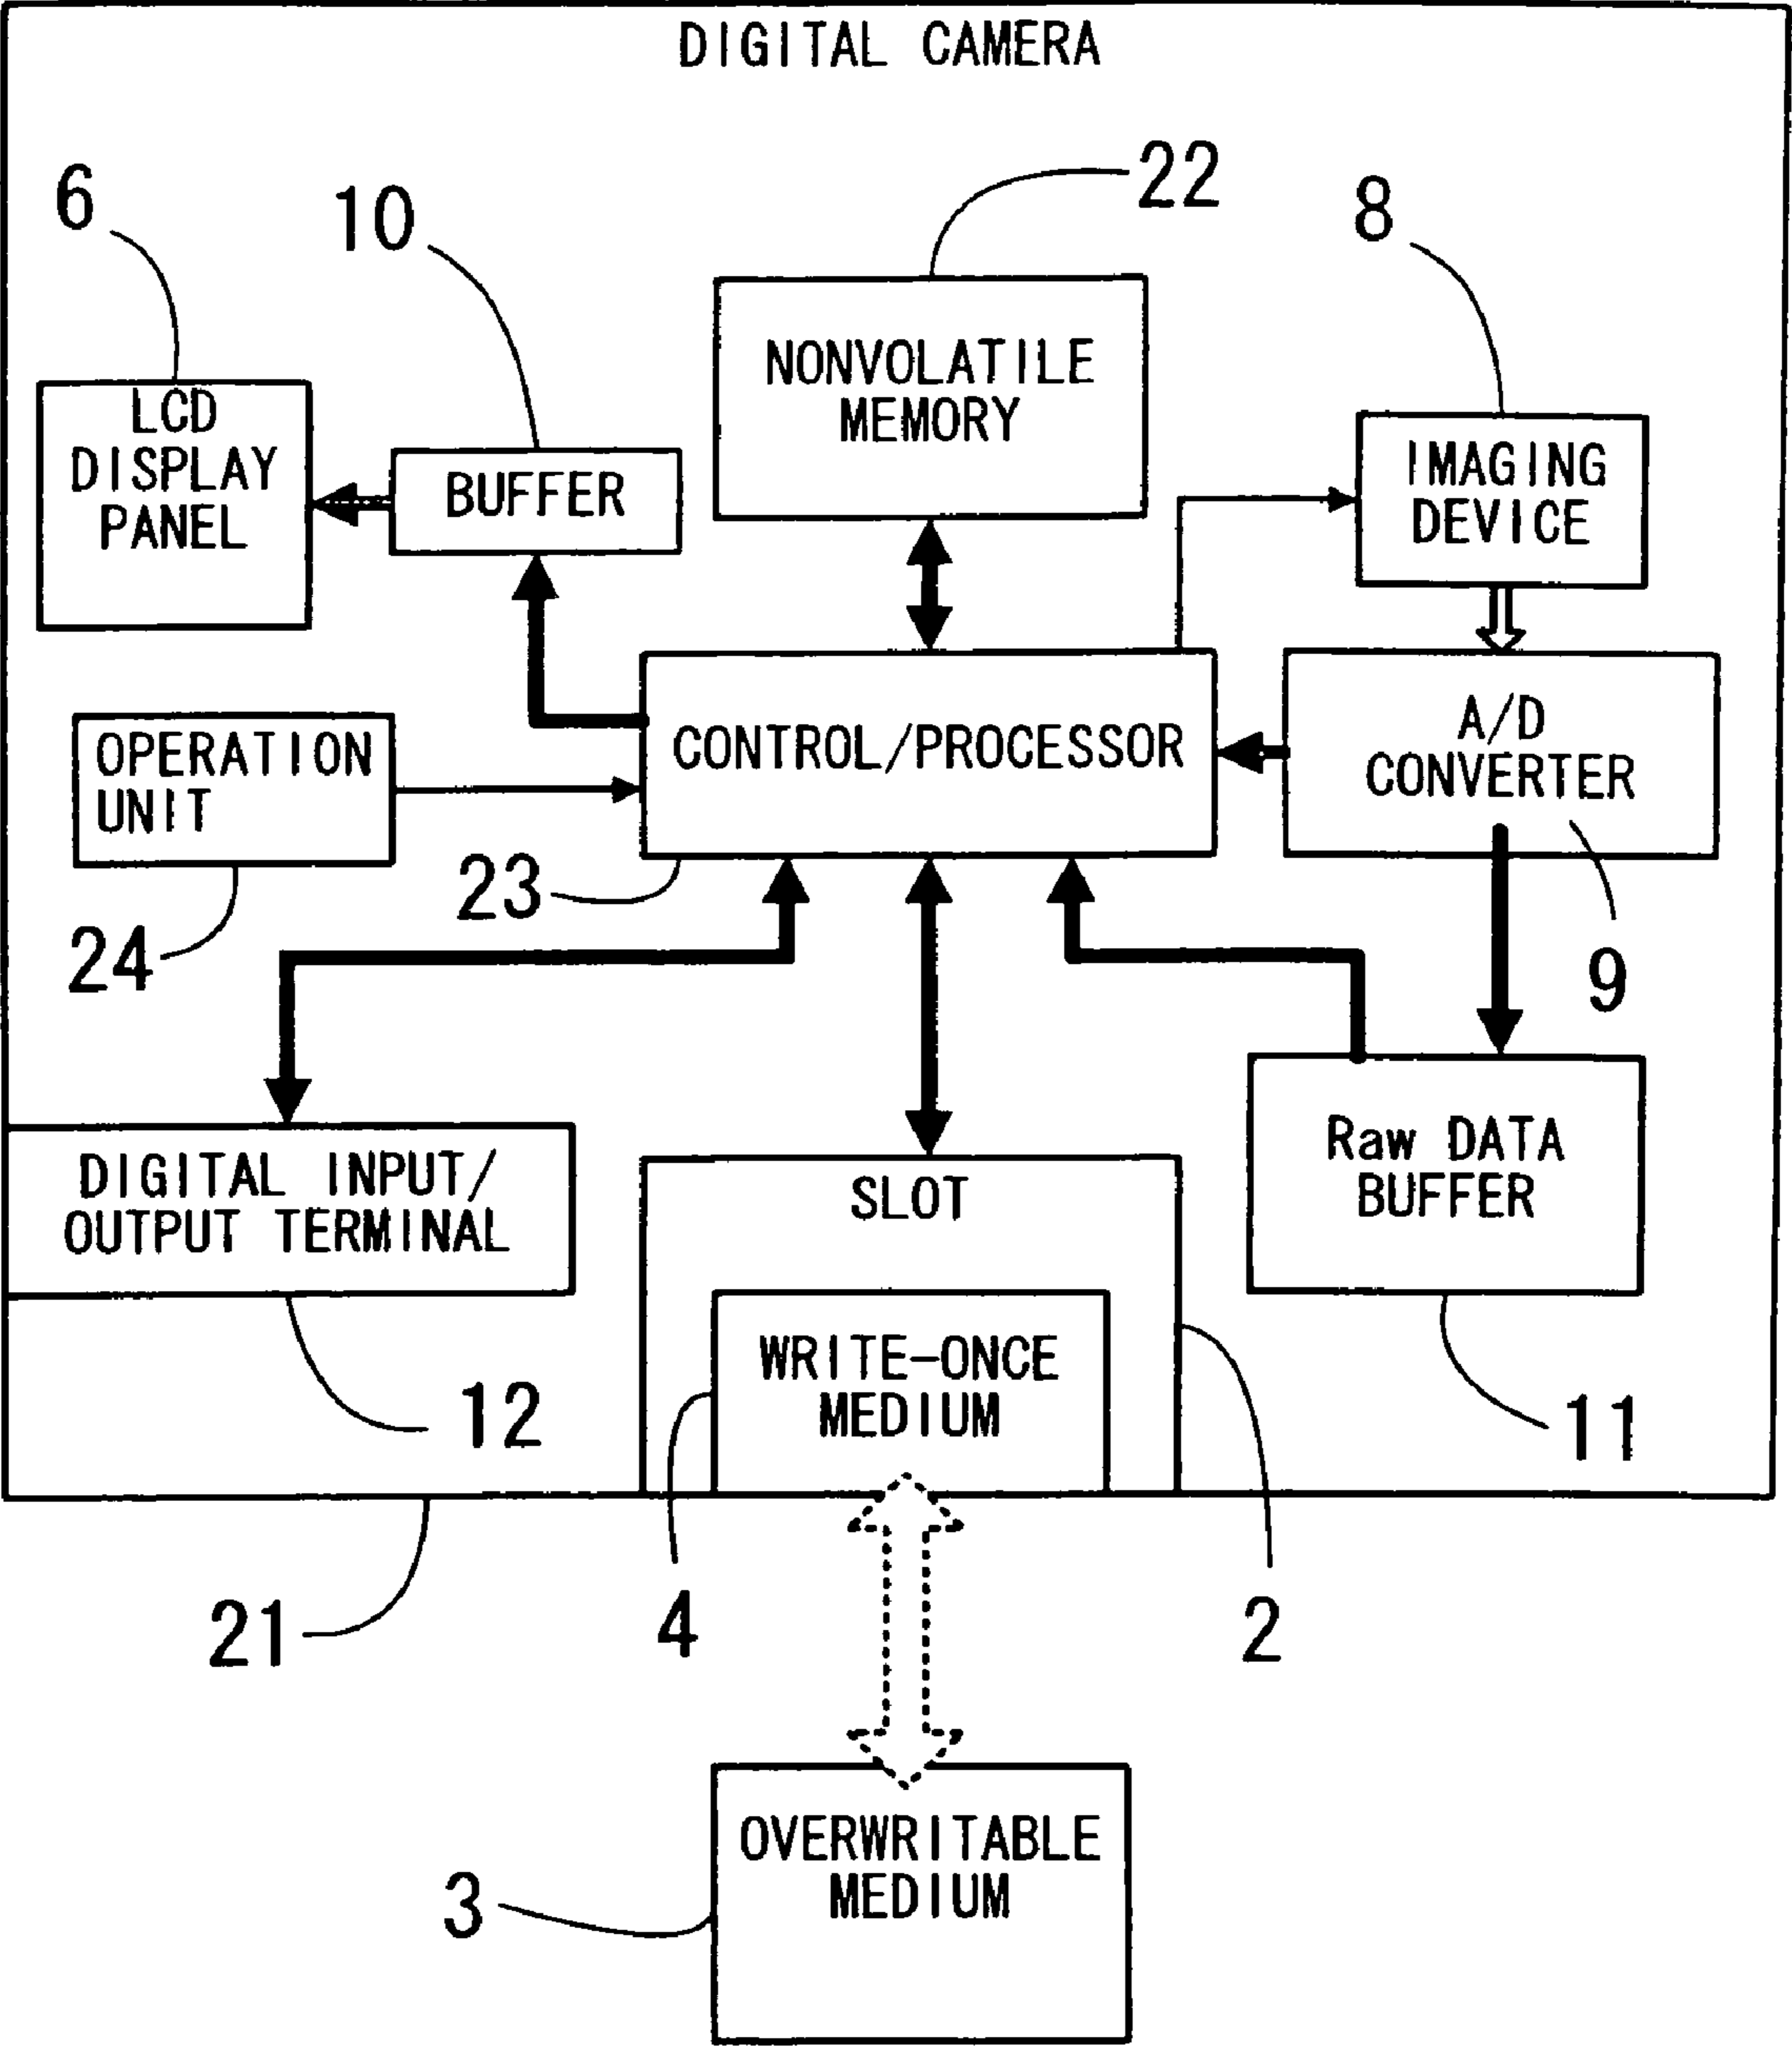 DIGITAL CAMERA
22
6
10
8
NONVOLATILE
MEMORY
LCD
DISPLAY
PANEL
BUFFER
IMAGING
DEVICE
A/D
CONVERTER
CONTROL/PROCESSOR
OPERATION
UNIT
23
24
9
Raw DATA
BUFFER
DIGITAL INPUT/
OUTPUT TERMINAL
SLOT
WRITE-ONCE
MEDIUM
12
11
21
4
2
OVERWRITABLE
MEDIUM
3